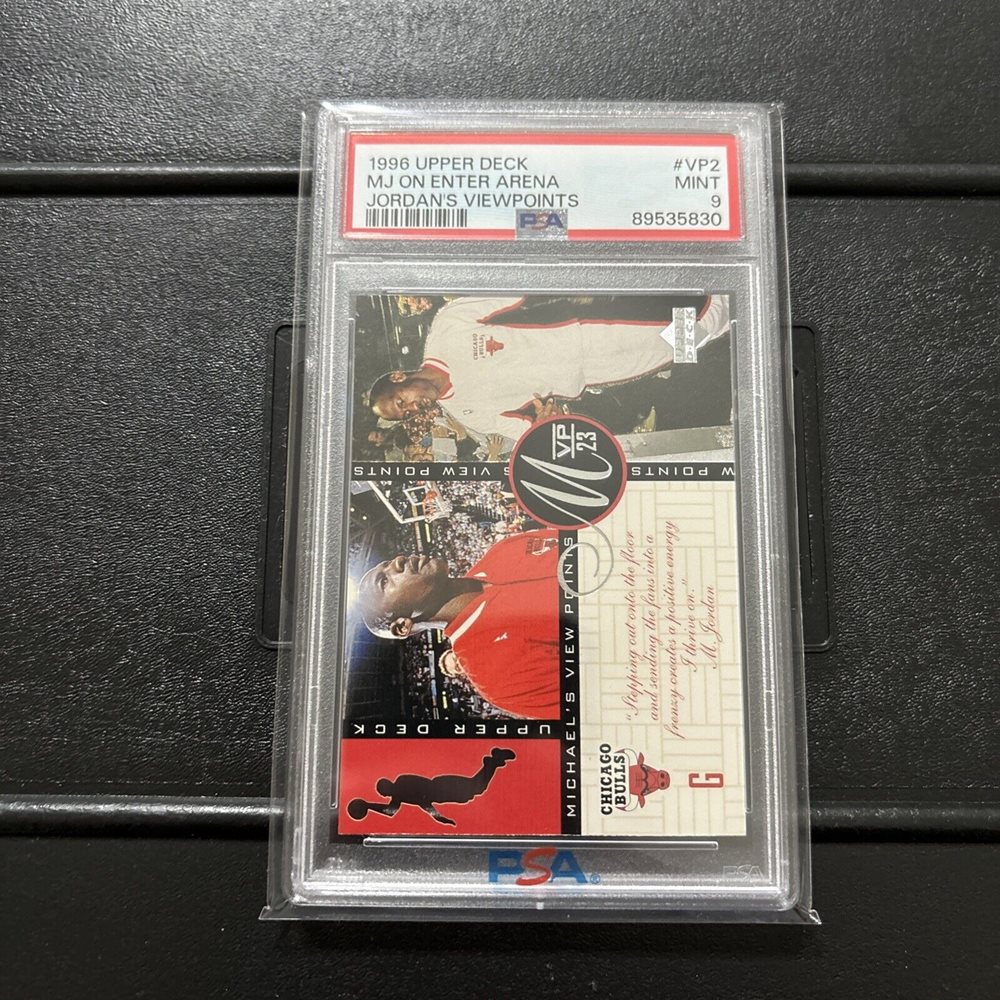 1996 UPPER DECK #VP2
MJ ON ENTER ARENA MINT
JORDAN'S VIEWPOINTS 9
PSA 89535830
CHICAGO
BULLS
UPPER
DECK
S VIEW POINTS
W POINTS
M
VP
23
MICHAEL'S VIEW POINTS
UPPER DECK
"Stepping out onto the floor
and sending the fans into a
frenzy creates a positive energy
I thrive on."
M. Jordan
CHICAGO
BULLS
G
PSA
PSA